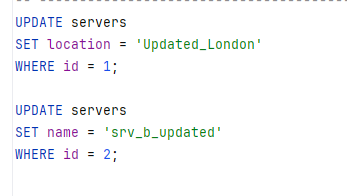 UPDATE servers
SET location = 'Updated_London'
WHERE id = 1;

UPDATE servers
SET name = 'srv_b_updated'
WHERE id = 2;